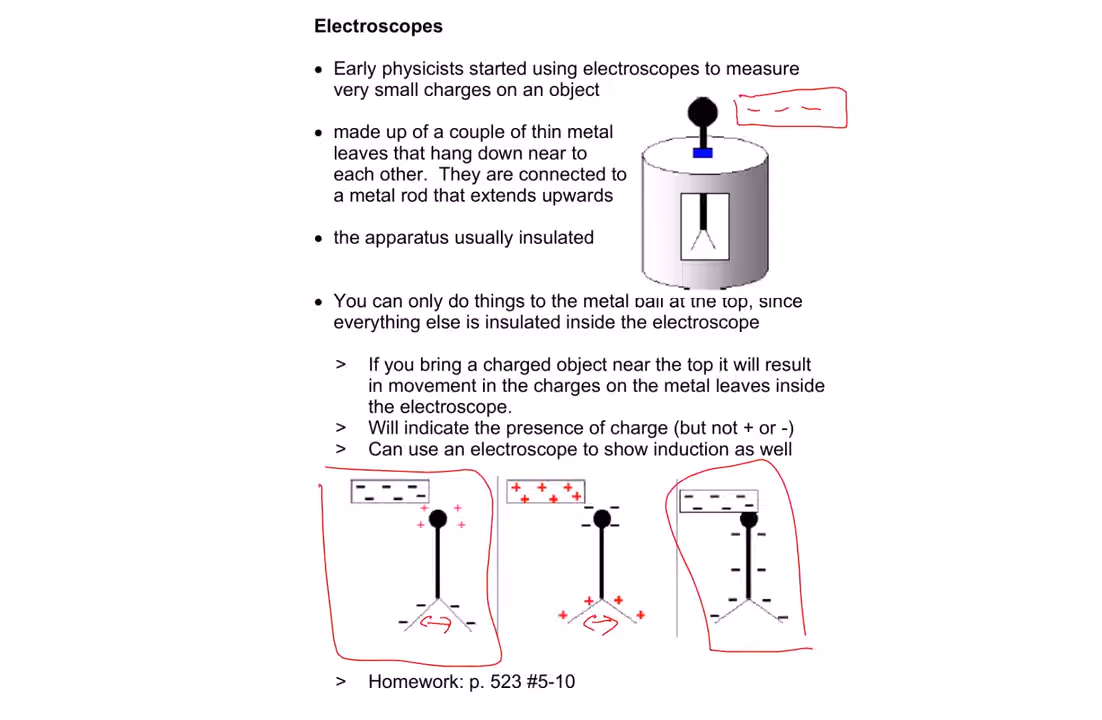 Electroscopes
• Early physicists started using electroscopes to measure
very small charges on an object
• made up of a couple of thin metal
leaves that hang down near to
each other. They are connected to
a metal rod that extends upwards
• the apparatus usually insulated
• You can only do things to the metal ball at the top, since
everything else is insulated inside the electroscope
> If you bring a charged object near the top it will result
in movement in the charges on the metal leaves inside
the electroscope.
> Will indicate the presence of charge (but not + or -)
> Can use an electroscope to show induction as well
> Homework: p. 523 #5-10